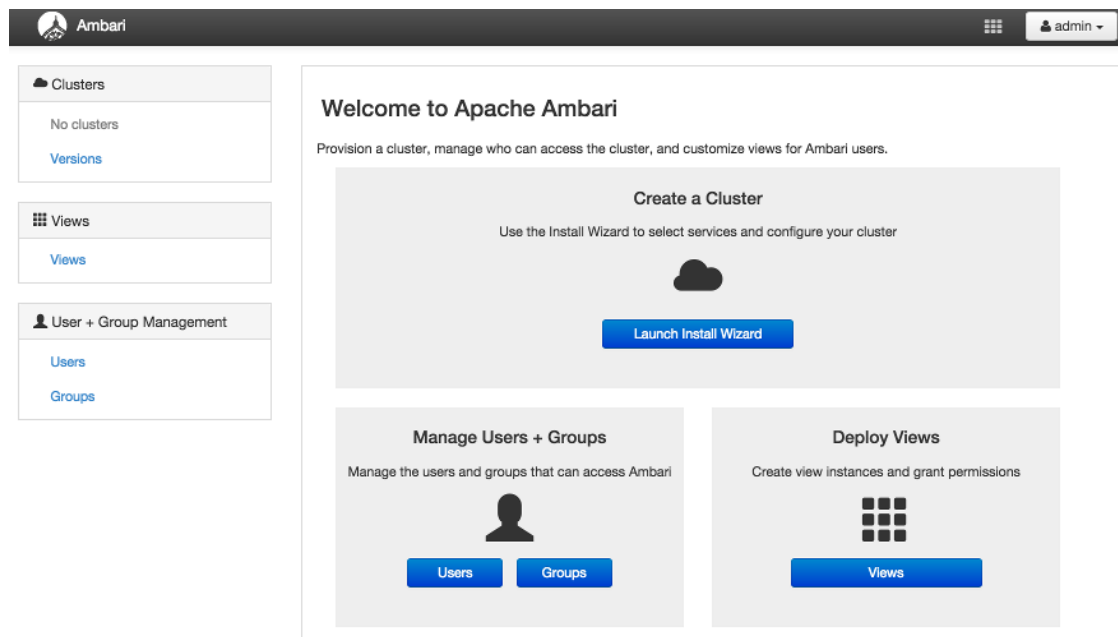 Ambari
admin
Clusters
No clusters
Versions
Views
Views
User + Group Management
Users
Groups
Welcome to Apache Ambari
Provision a cluster, manage who can access the cluster, and customize views for Ambari users.
Create a Cluster
Use the Install Wizard to select services and configure your cluster
Launch Install Wizard
Manage Users + Groups
Manage the users and groups that can access Ambari
Users
Groups
Deploy Views
Create view instances and grant permissions
Views